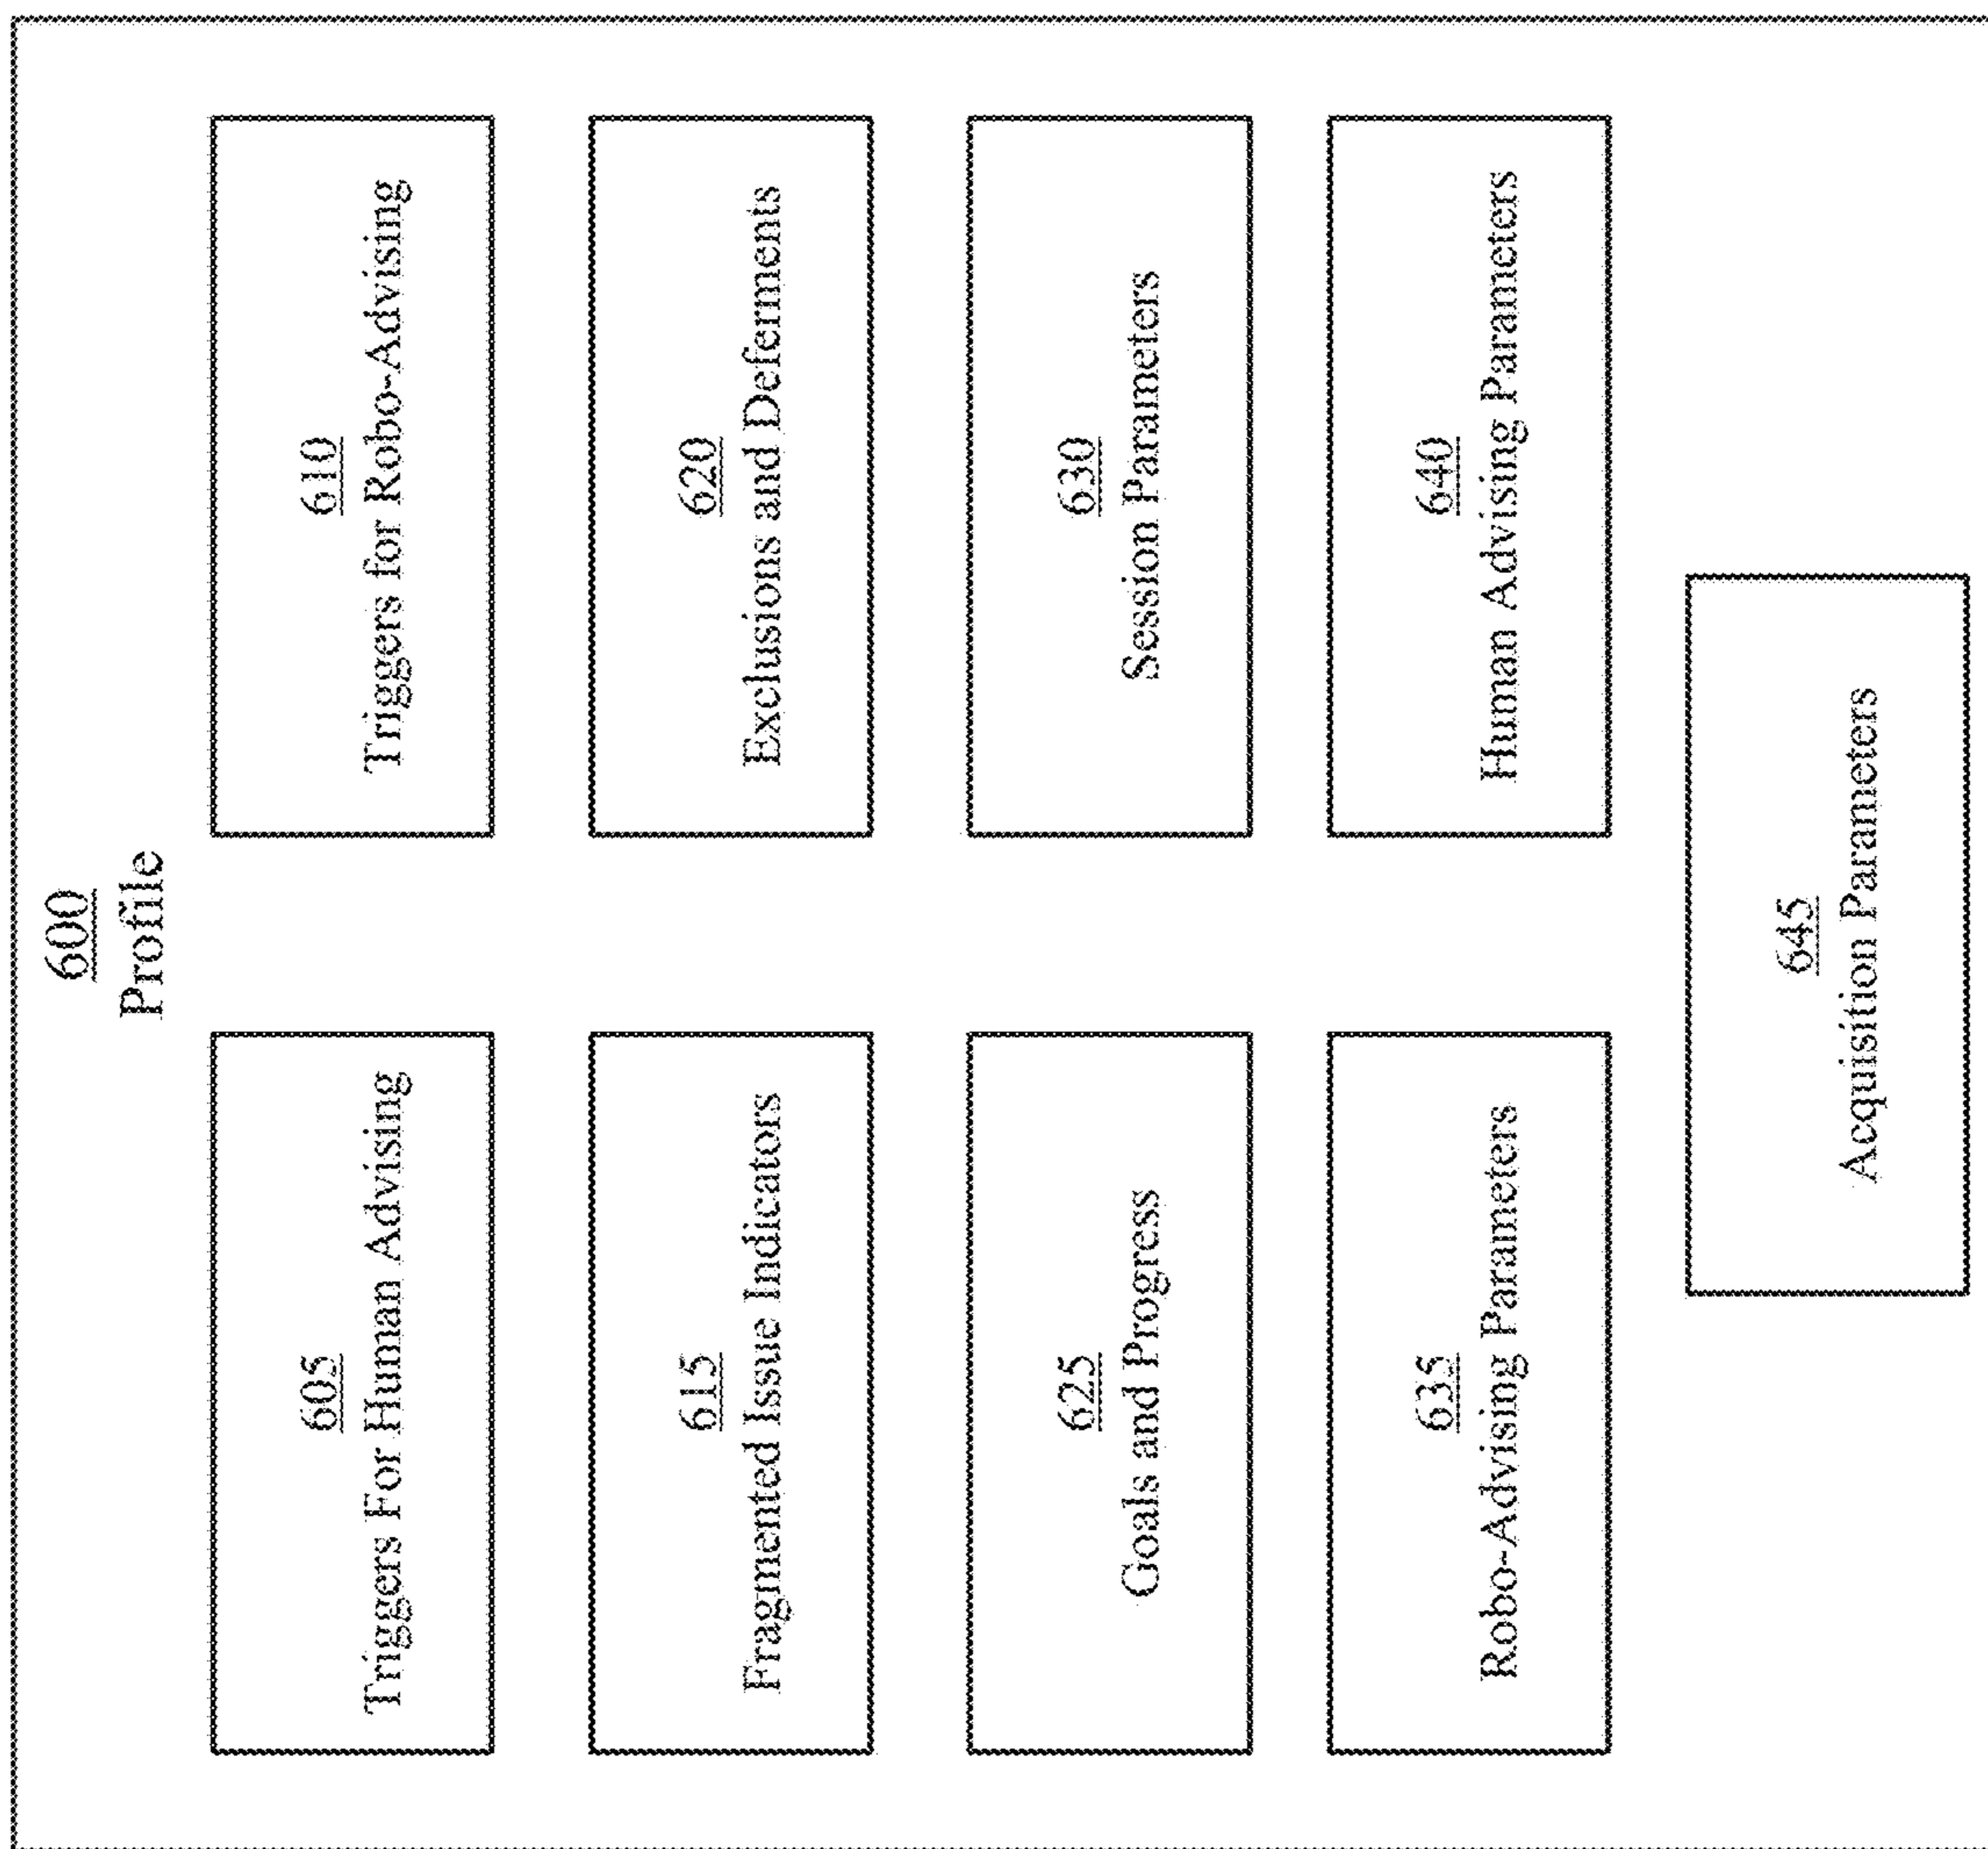 600
Profile
605
Triggers For Human Advising
610
Triggers for Robo-Advising
615
Fragmented Issue Indicators
620
Exclusions and Deferments
625
Goals and Progress
630
Session Parameters
635
Robo-Advising Parameters
640
Human Advising Parameters
645
Acquisition Parameters